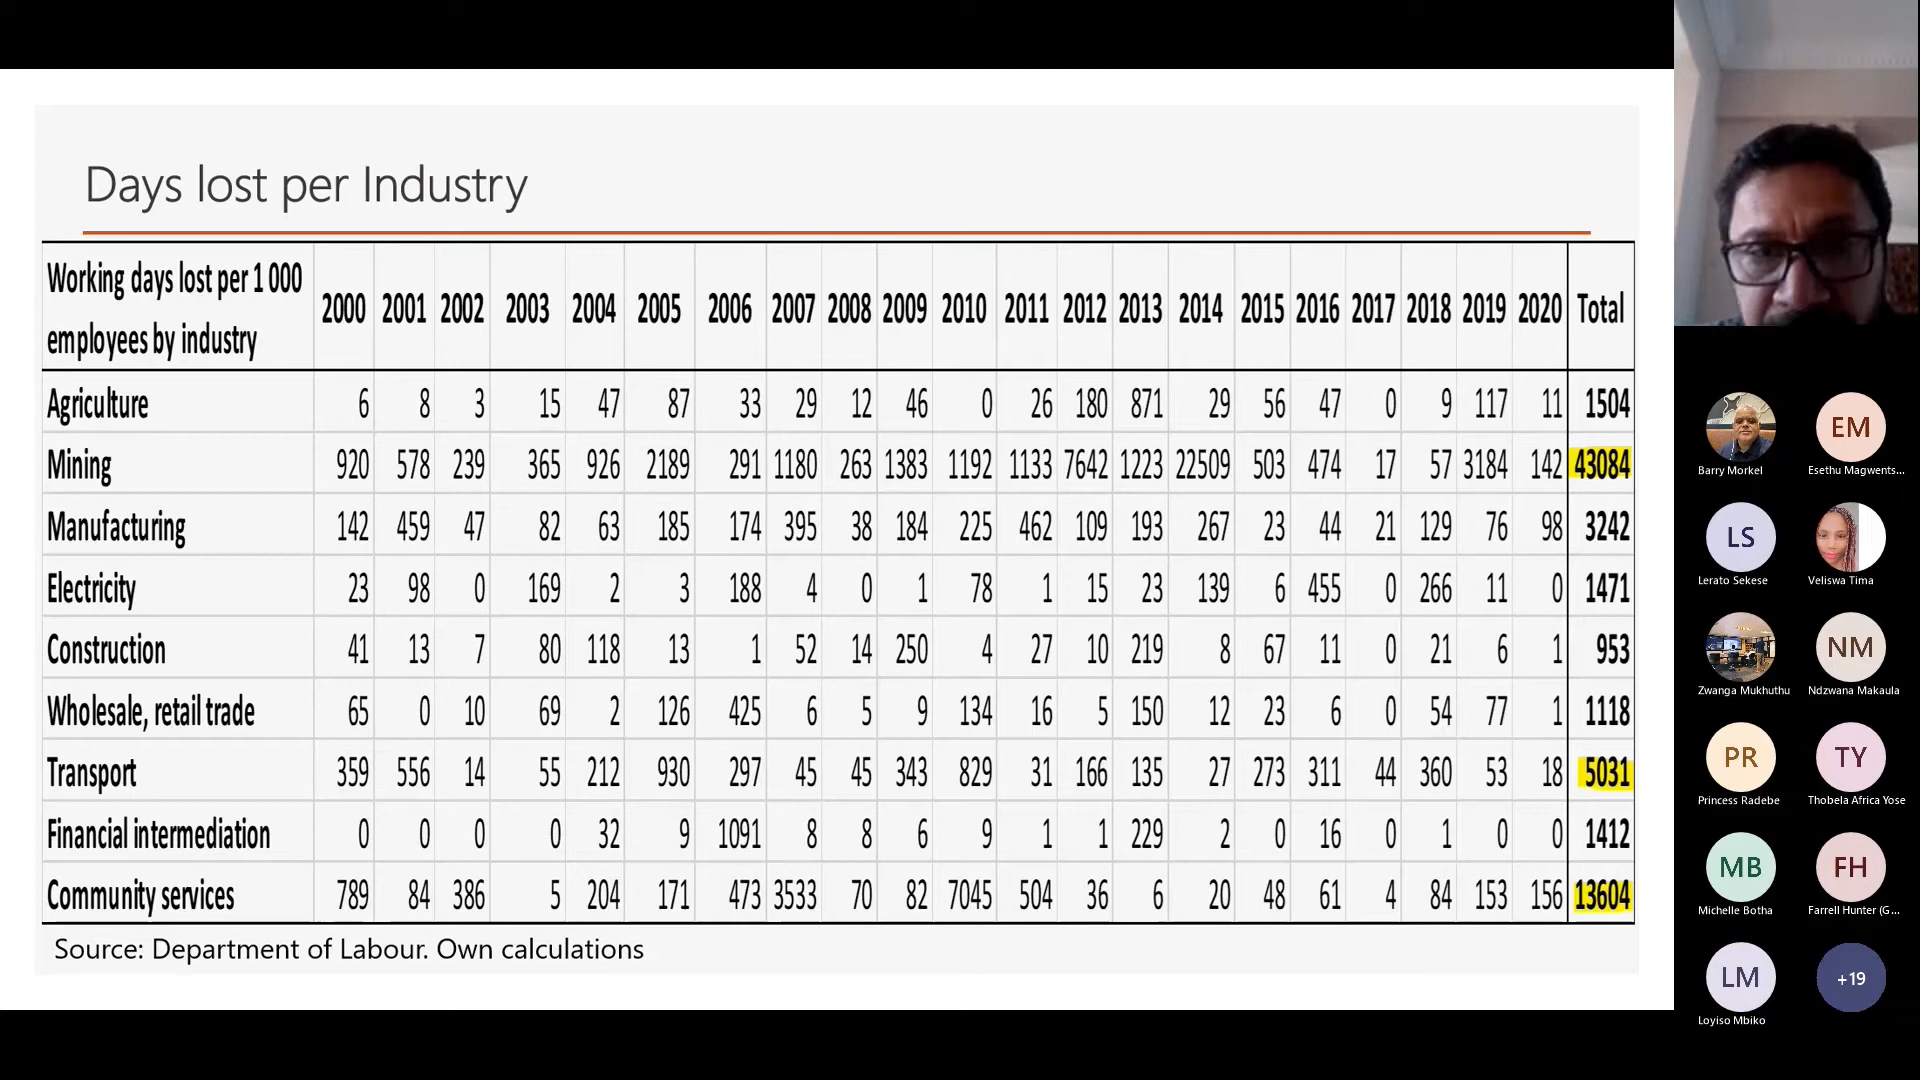 Days lost per Industry
Working days lost per 1 000 employees by industry 2000 2001 2002 2003 2004 2005 2006 2007 2008 2009 2010 2011 2012 2013 2014 2015 2016 2017 2018 2019 2020 Total
Agriculture 6 8 3 15 47 87 33 29 12 46 0 26 180 871 29 56 47 0 9 117 11 1504
Mining 920 578 239 365 926 2189 291 1180 263 1383 1192 1133 7642 1223 22509 503 474 17 57 3184 142 43084
Manufacturing 142 459 47 82 63 185 174 395 38 184 225 462 109 193 267 23 44 21 129 76 98 3242
Electricity 23 98 0 169 2 3 188 4 0 1 78 1 15 23 139 6 455 0 266 11 0 1471
Construction 41 13 7 80 118 13 1 52 14 250 4 27 10 219 8 67 11 0 21 6 1 953
Wholesale, retail trade 65 0 10 69 2 126 425 6 5 9 134 16 5 150 12 23 6 0 54 77 1 1118
Transport 359 556 14 55 212 930 297 45 45 343 829 31 166 135 27 273 311 44 360 53 18 5031
Financial intermediation 0 0 0 0 32 9 1091 8 8 6 9 1 1 229 2 0 16 0 1 0 0 1412
Community services 789 84 386 5 204 171 473 3533 70 82 7045 504 36 6 20 48 61 4 84 153 156 13604
Source: Department of Labour. Own calculations
EM
Barry Morkel Esethu Magwents...
LS
Lerato Sekese Veliswa Tima
NM
Zwanga Mukhuthu Ndzwana Makaula
PR TY
Princess Radebe Thobela Africa Yose
MB FH
Michelle Botha Farrell Hunter (G...
LM +19
Loyiso Mbiko